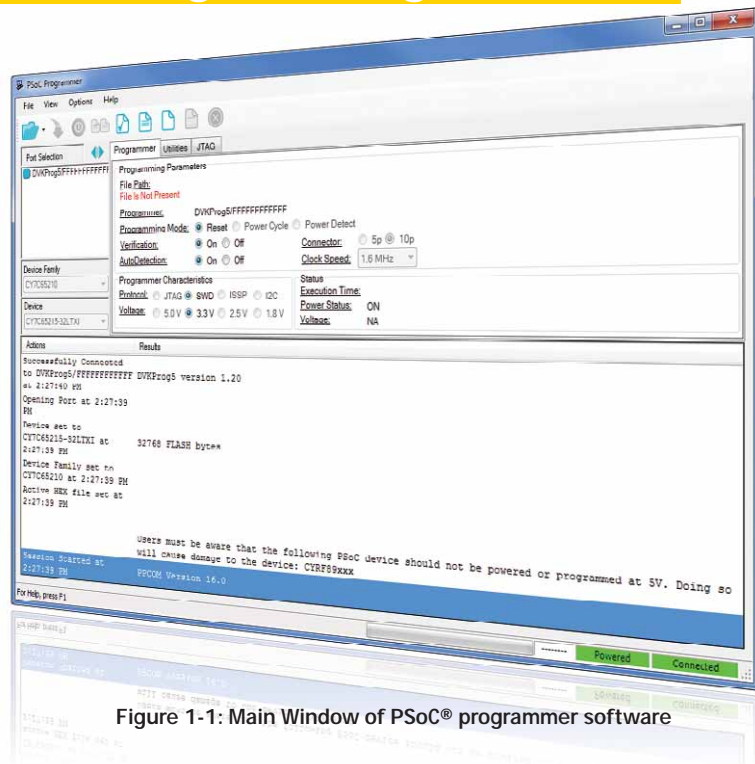 PSoC Programmer
File View Options Help
Port Selection
DVKProg5/FFFFFFFFFFFF
Programmer Utilities JTAG
Programming Parameters
File Path:
File Is Not Present
Programmer: DVKProg5/FFFFFFFFFFFF
Programming Mode: Reset Power Cycle Power Detect
Verification: On Off Connector: 5p 10p
AutoDetection: On Off Clock Speed: 1.6 MHz
Device Family
CY7C65210
Device
CY7C65215-32LTXI
Programmer Characteristics
Protocol: JTAG SWD ISSP I2C
Voltage: 5.0 V 3.3 V 2.5 V 1.8 V
Status
Execution Time:
Power Status: ON
Voltage: NA
Actions Results
Successfully Connected
to DVKProg5/FFFFFFFFFFFF DVKProg5 version 1.20
at 2:27:40 PM
Opening Port at 2:27:39
PM
Device set to
CY7C65215-32LTXI at 32768 FLASH bytes
2:27:39 PM
Device Family set to
CY7C65210 at 2:27:39 PM
Active HEX file set at
2:27:39 PM
Users must be aware that the following PSoC device should not be powered or programmed at 5V. Doing so
will cause damage to the device: CYRF89xxx
Session Started at
2:27:39 PM PPCOM Version 16.0
For Help, press F1
Powered Connected
Figure 1-1: Main Window of PSoC® programmer software